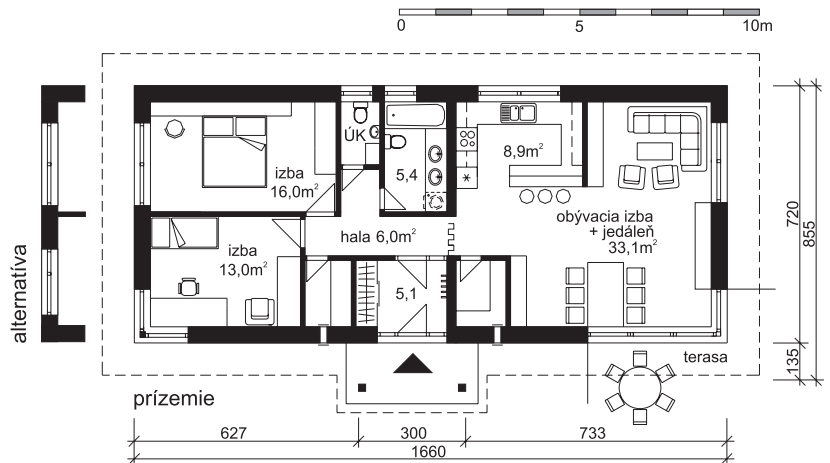 0 5 10m
alternatíva
ÚK
izba
16,0m²
5,4
8,9m²
izba
13,0m²
hala 6,0m²
obývacia izba
+ jedáleň
33,1m²
5,1
terasa
prízemie
720
855
135
627 300 733
1660